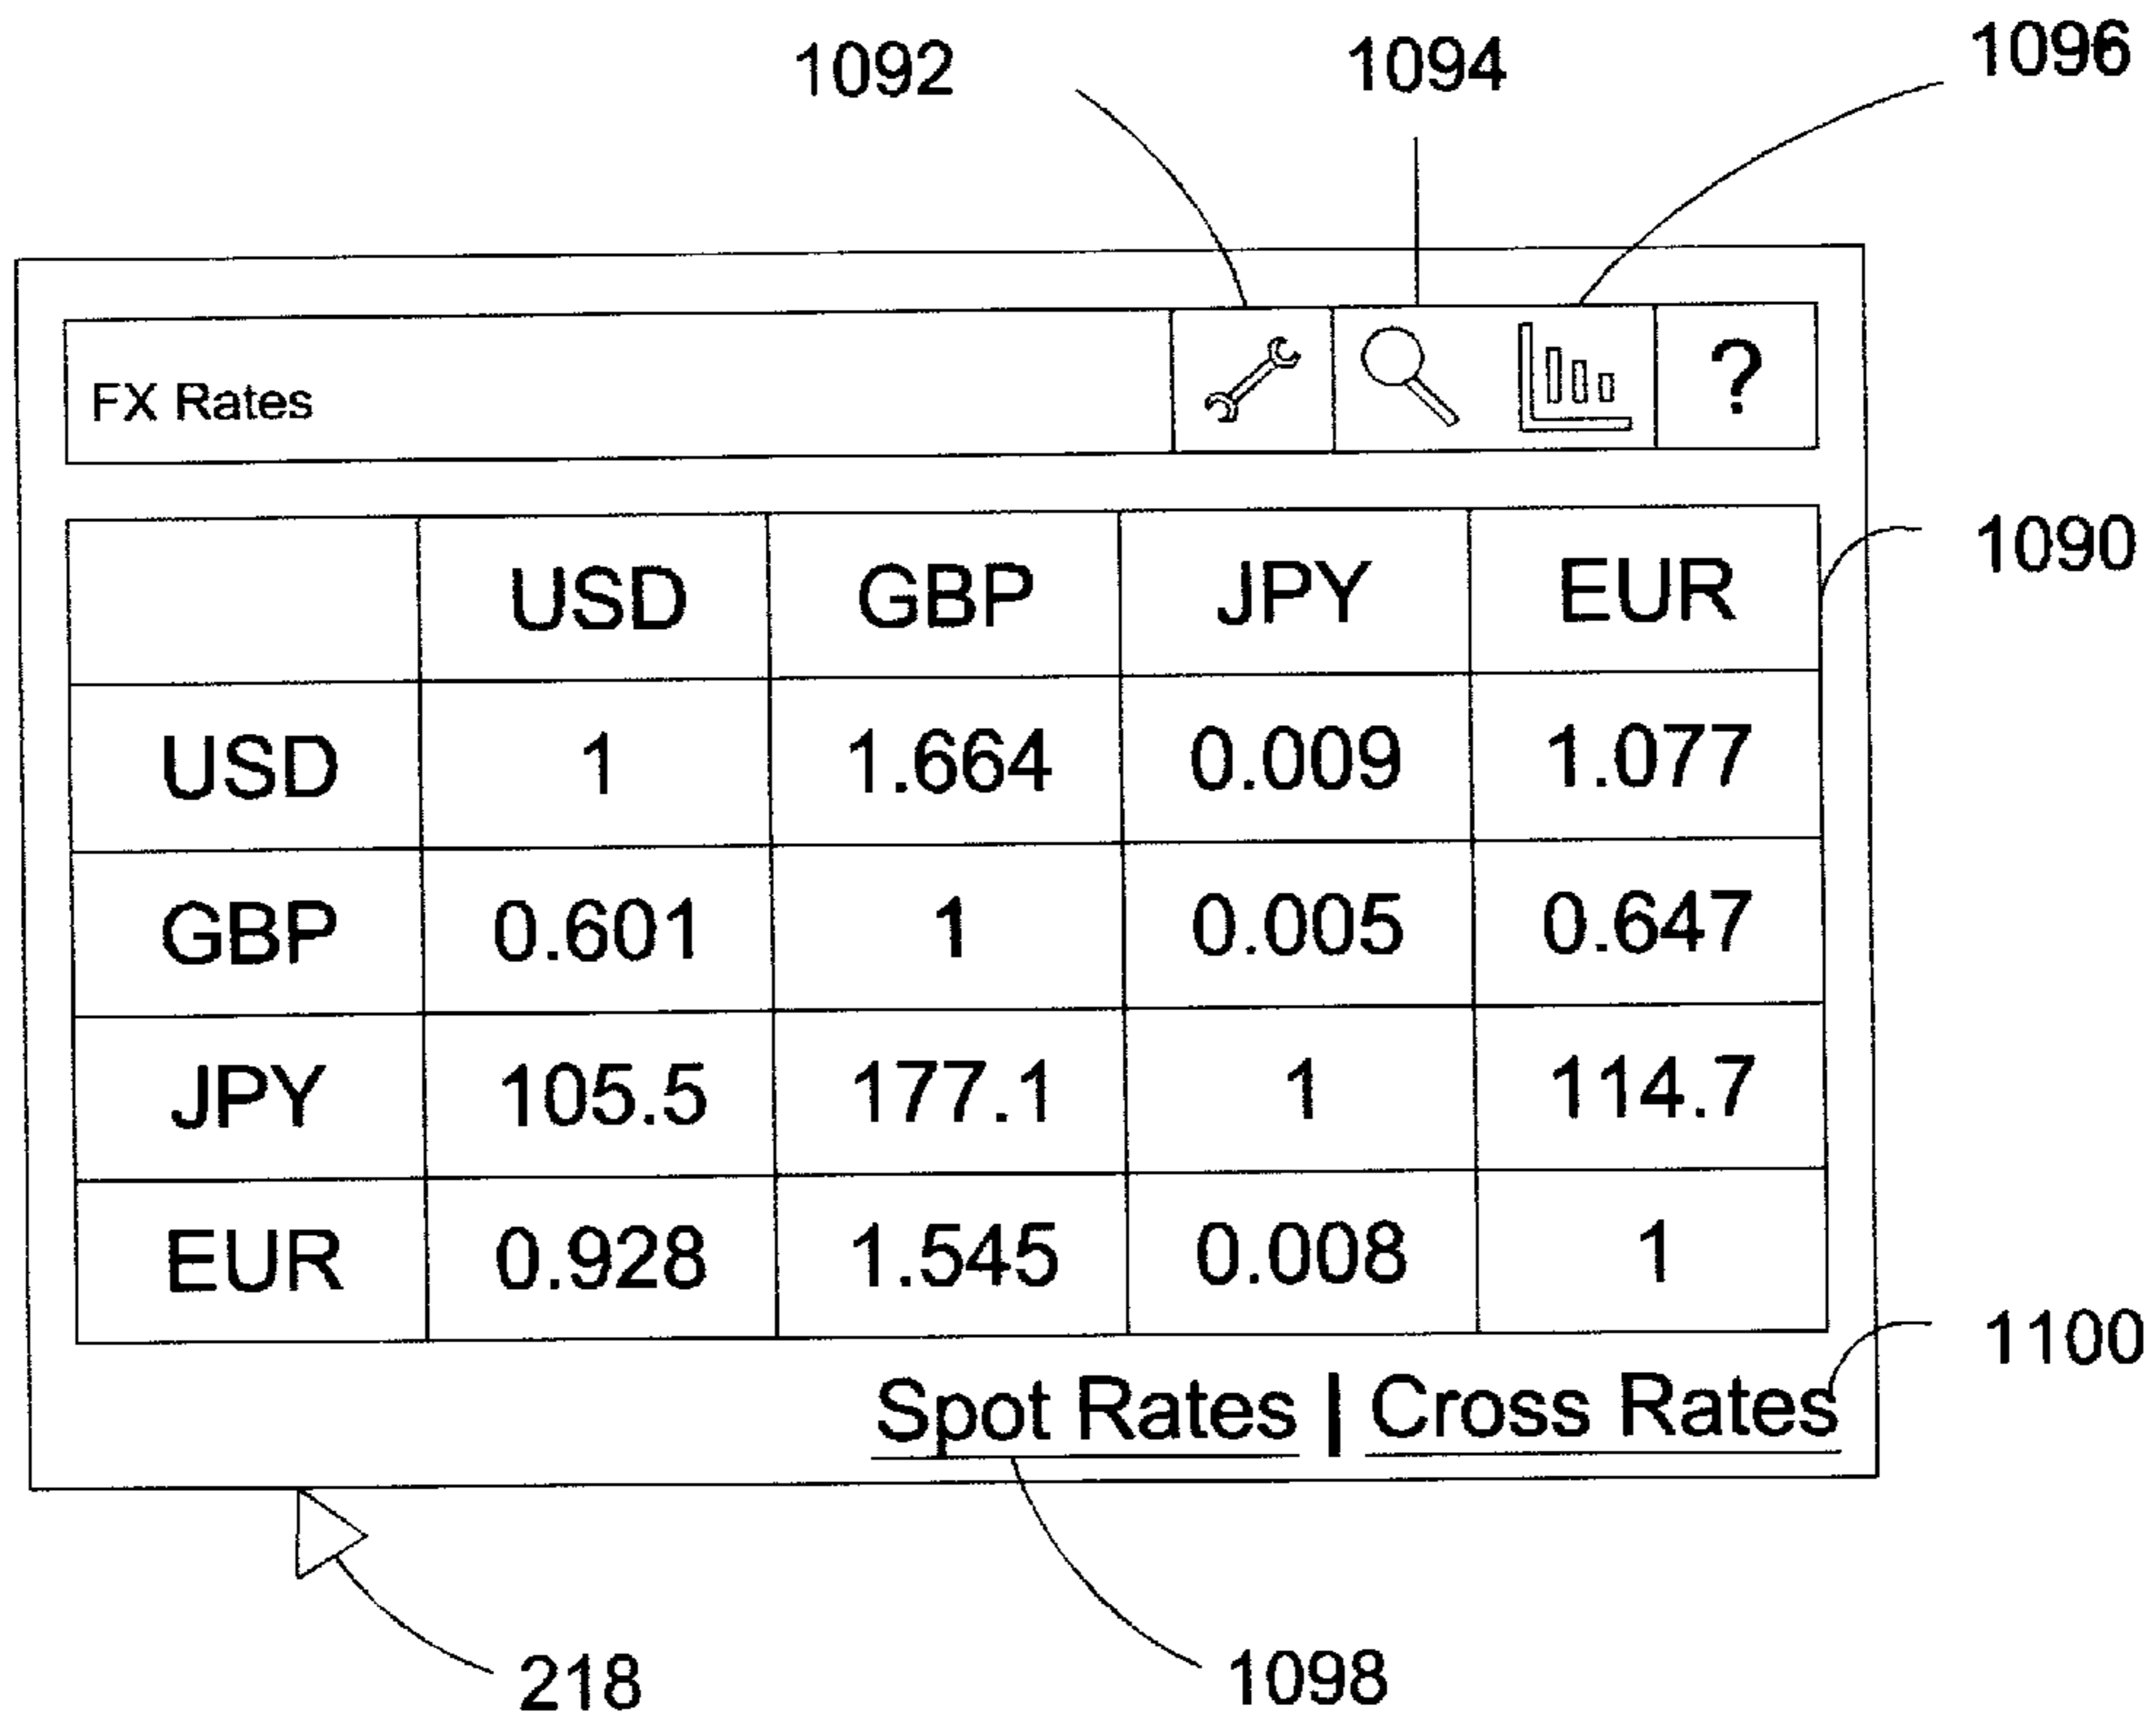 1092 1094 1096
FX Rates ?
1090
USD GBP JPY EUR
USD 1 1.664 0.009 1.077
GBP 0.601 1 0.005 0.647
JPY 105.5 177.1 1 114.7
EUR 0.928 1.545 0.008 1
1100
Spot Rates | Cross Rates
218 1098